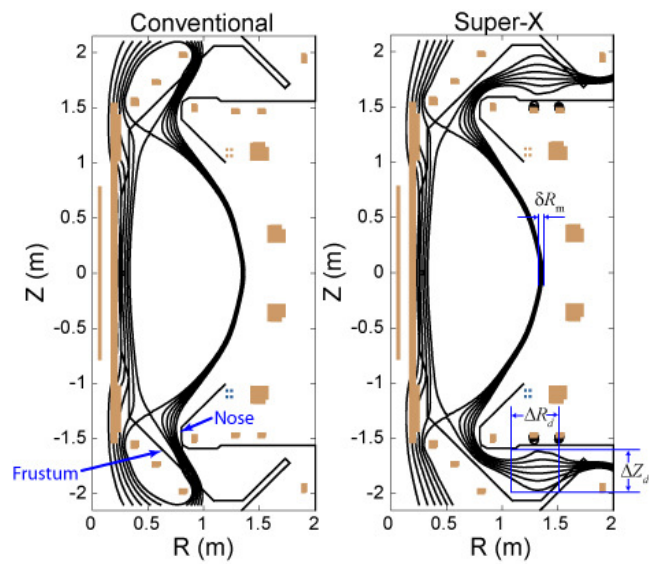 Conventional
Super-X
2
1.5
1
0.5
0
-0.5
-1
-1.5
-2
Z (m)
0 0.5 1 1.5 2
R (m)
Nose
Frustum
2
1.5
1
0.5
0
-0.5
-1
-1.5
-2
Z (m)
0 0.5 1 1.5 2
R (m)
δRm
ΔRd
ΔZd